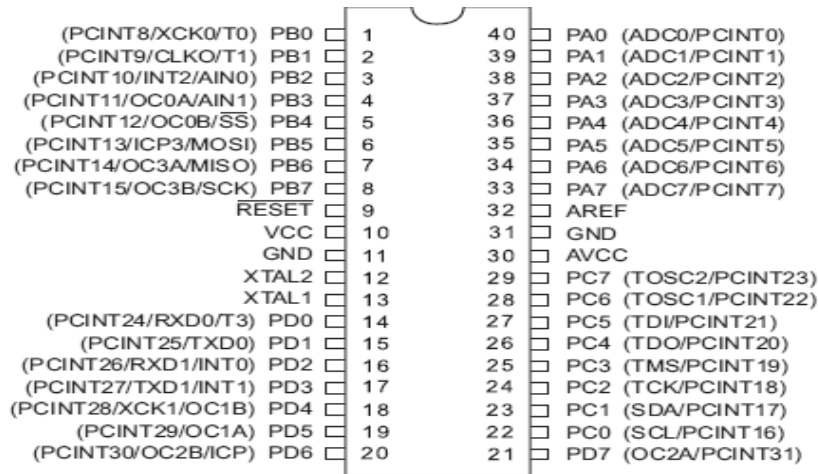 (PCINT8/XCK0/T0) PB0 1 40 PA0 (ADC0/PCINT0)
(PCINT9/CLKO/T1) PB1 2 39 PA1 (ADC1/PCINT1)
(PCINT10/INT2/AIN0) PB2 3 38 PA2 (ADC2/PCINT2)
(PCINT11/OC0A/AIN1) PB3 4 37 PA3 (ADC3/PCINT3)
(PCINT12/OC0B/SS) PB4 5 36 PA4 (ADC4/PCINT4)
(PCINT13/ICP3/MOSI) PB5 6 35 PA5 (ADC5/PCINT5)
(PCINT14/OC3A/MISO) PB6 7 34 PA6 (ADC6/PCINT6)
(PCINT15/OC3B/SCK) PB7 8 33 PA7 (ADC7/PCINT7)
RESET 9 32 AREF
VCC 10 31 GND
GND 11 30 AVCC
XTAL2 12 29 PC7 (TOSC2/PCINT23)
XTAL1 13 28 PC6 (TOSC1/PCINT22)
(PCINT24/RXD0/T3) PD0 14 27 PC5 (TDI/PCINT21)
(PCINT25/TXD0) PD1 15 26 PC4 (TDO/PCINT20)
(PCINT26/RXD1/INT0) PD2 16 25 PC3 (TMS/PCINT19)
(PCINT27/TXD1/INT1) PD3 17 24 PC2 (TCK/PCINT18)
(PCINT28/XCK1/OC1B) PD4 18 23 PC1 (SDA/PCINT17)
(PCINT29/OC1A) PD5 19 22 PC0 (SCL/PCINT16)
(PCINT30/OC2B/ICP) PD6 20 21 PD7 (OC2A/PCINT31)